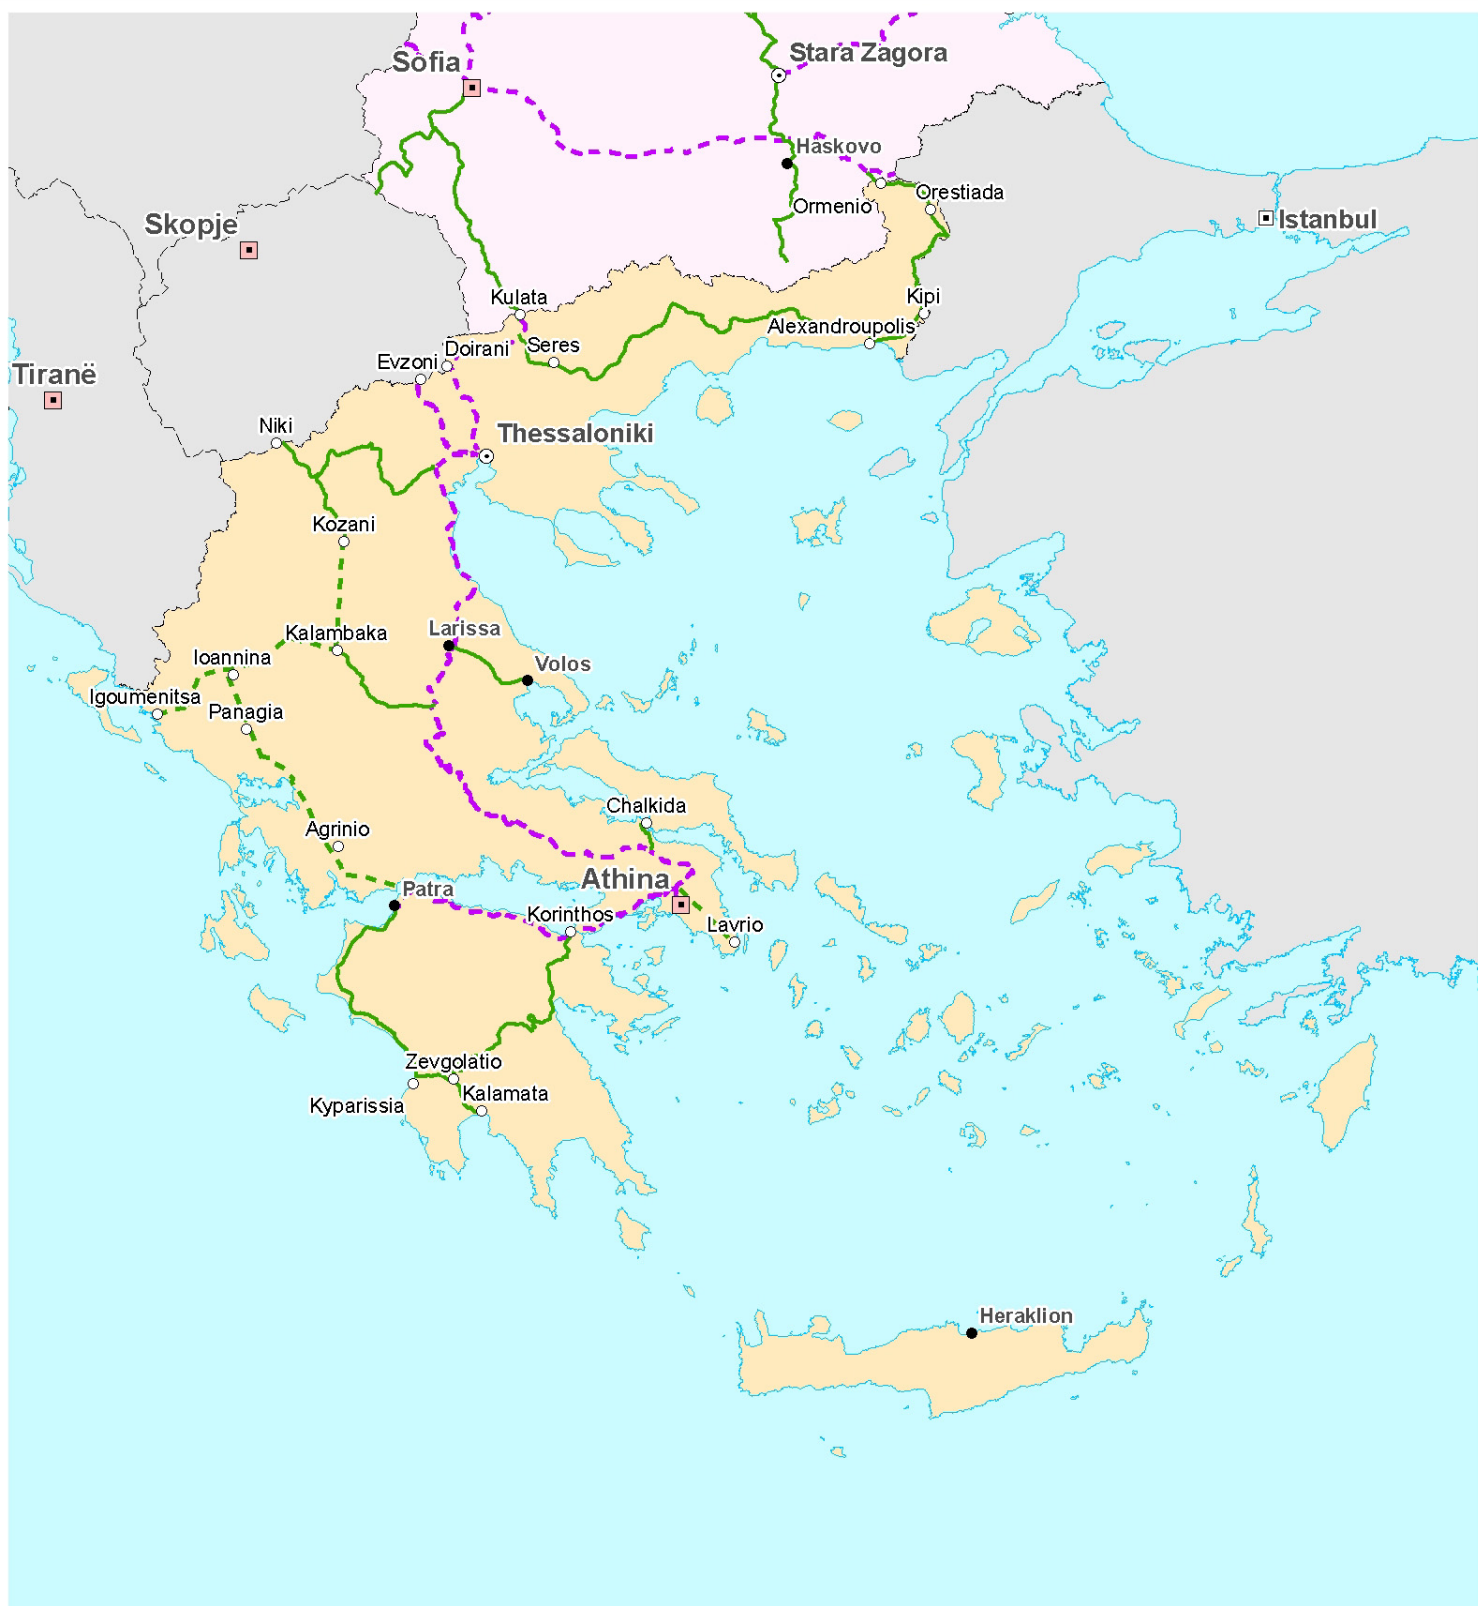 Stara Zagora
Sofia
Haskovo
Orestiada
Ormenio
Skopje
Istanbul
Kulata
Kipi
Alexandroupolis
Doirani
Seres
Evzoni
Tiranë
Niki
Thessaloniki
Kozani
Larissa
Kalambaka
Ioannina
Volos
Igoumenitsa
Panagia
Chalkida
Agrinio
Athina
Patra
Korinthos
Lavrio
Zevgolatio
Kalamata
Kyparissia
Heraklion